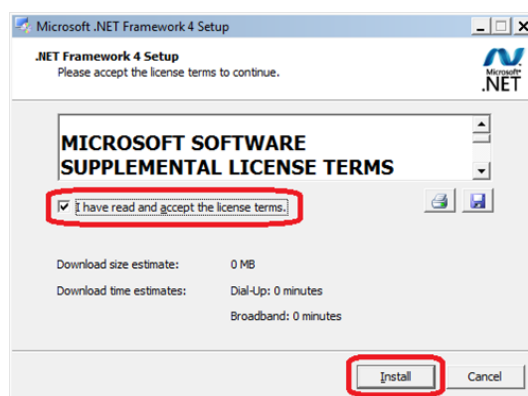 Microsoft .NET Framework 4 Setup
.NET Framework 4 Setup
Please accept the license terms to continue.
Microsoft
.NET
MICROSOFT SOFTWARE
SUPPLEMENTAL LICENSE TERMS
I have read and accept the license terms.
Download size estimate: 0 MB
Download time estimates: Dial-Up: 0 minutes
Broadband: 0 minutes
Install Cancel